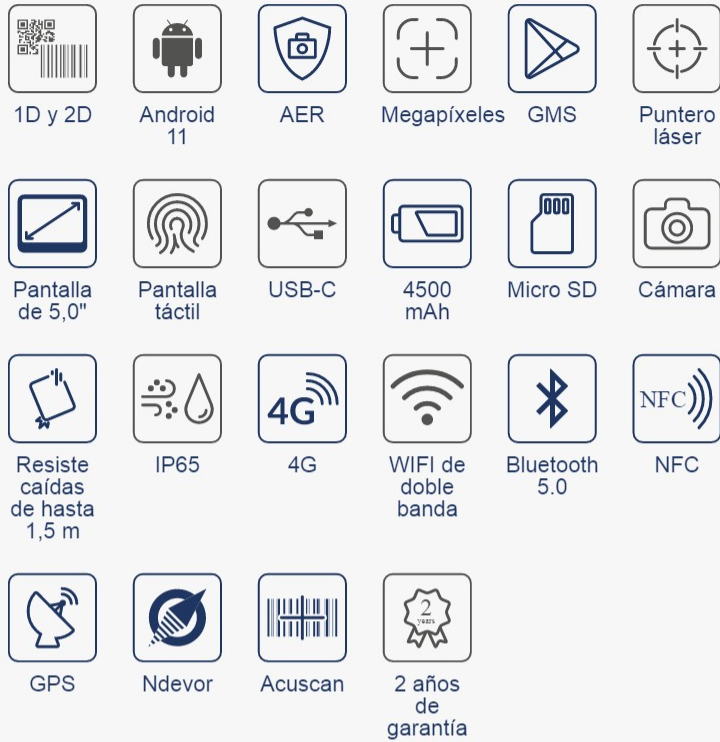 1D y 2D
Android
11
AER
Megapíxeles
GMS
Puntero
láser
Pantalla
de 5,0"
Pantalla
táctil
USB-C
4500
mAh
Micro SD
Cámara
4G
NFC
Resiste
caídas
de hasta
1,5 m
IP65
4G
WIFI de
doble
banda
Bluetooth
5.0
NFC
2
years
GPS
Ndevor
Acuscan
2 años
de
garantía